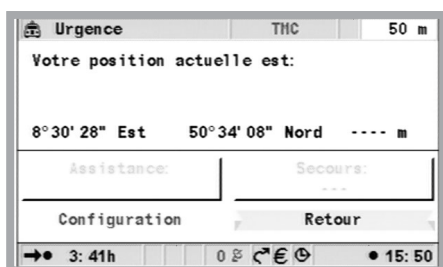 Urgence TMC 50 m
Votre position actuelle est:
8°30'28" Est 50°34'08" Nord ---- m
Assistance: Secours:
---
Configuration Retour
3:41h 0 € 15:50